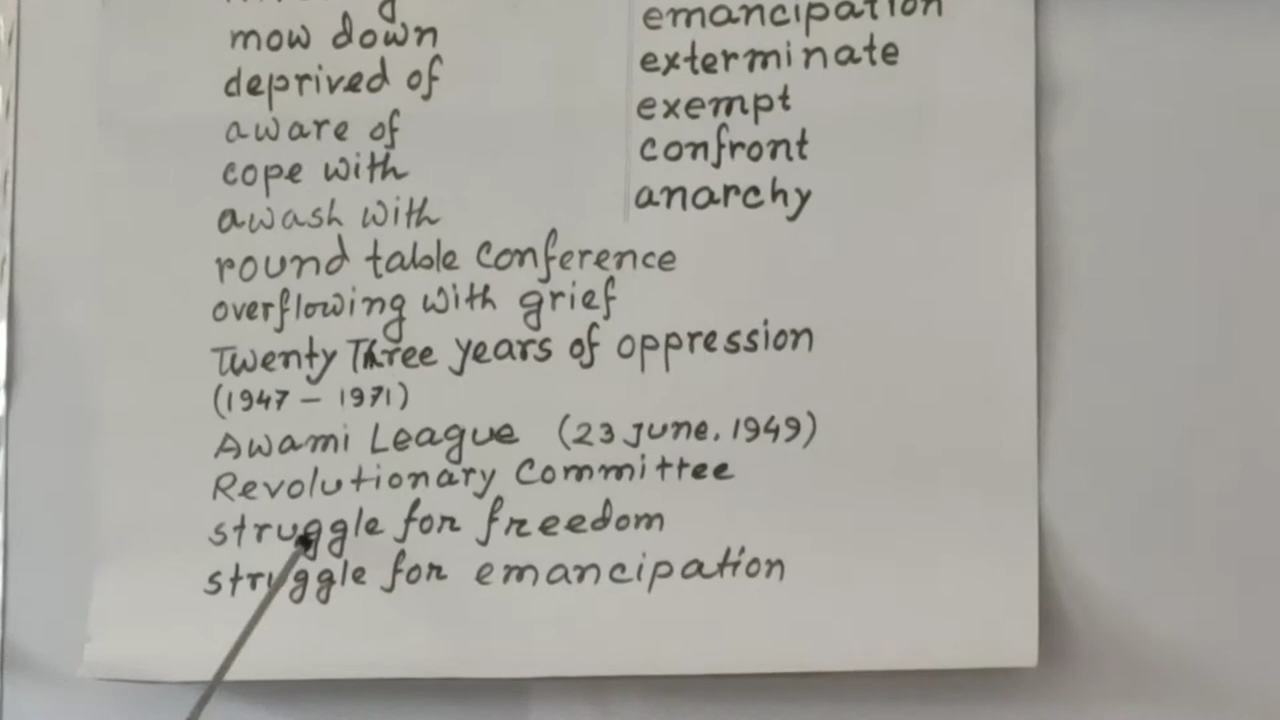 mow down
deprived of
aware of
cope with
awash with
emancipation
exterminate
exempt
confront
anarchy
round table conference
overflowing with grief
Twenty Three years of oppression
(1947 – 1971)
Awami League (23 June, 1949)
Revolutionary Committee
struggle for freedom
struggle for emancipation